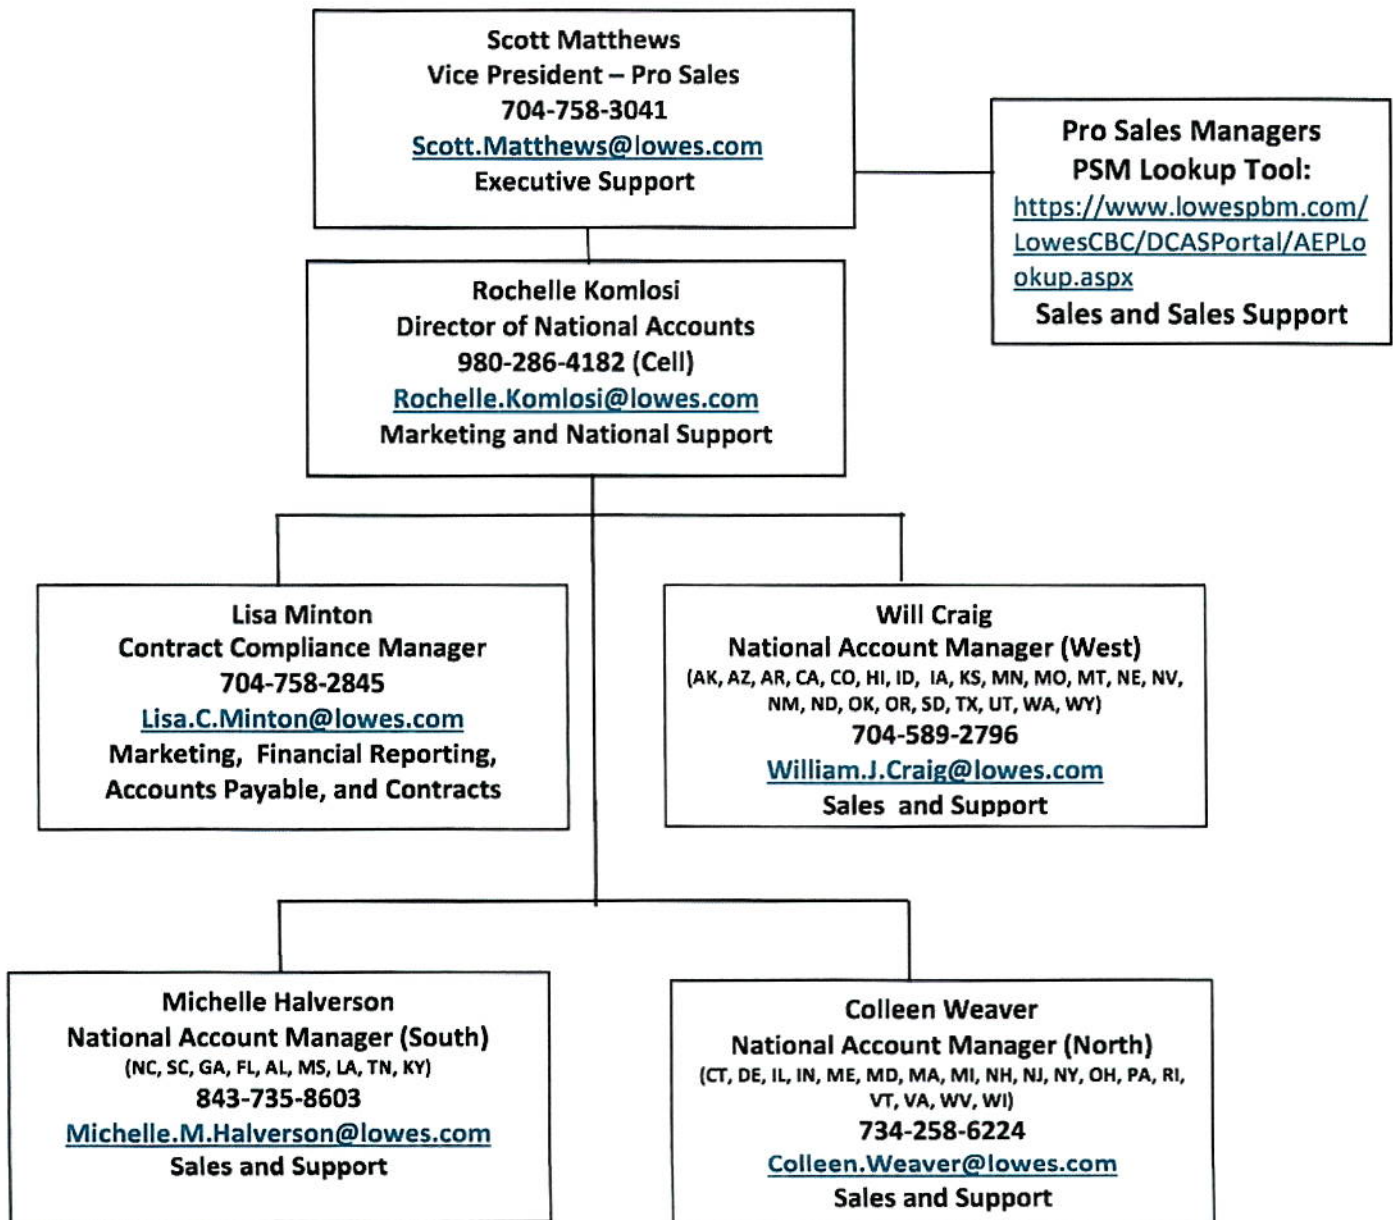 Scott Matthews
Vice President – Pro Sales
704-758-3041
Scott.Matthews@lowes.com
Executive Support
Pro Sales Managers
PSM Lookup Tool:
https://www.lowespbm.com/
LowesCBC/DCASPortal/AEPLo
okup.aspx
Sales and Sales Support
Rochelle Komlosi
Director of National Accounts
980-286-4182 (Cell)
Rochelle.Komlosi@lowes.com
Marketing and National Support
Lisa Minton
Contract Compliance Manager
704-758-2845
Lisa.C.Minton@lowes.com
Marketing, Financial Reporting,
Accounts Payable, and Contracts
Will Craig
National Account Manager (West)
(AK, AZ, AR, CA, CO, HI, ID, IA, KS, MN, MO, MT, NE, NV,
NM, ND, OK, OR, SD, TX, UT, WA, WY)
704-589-2796
William.J.Craig@lowes.com
Sales and Support
Michelle Halverson
National Account Manager (South)
(NC, SC, GA, FL, AL, MS, LA, TN, KY)
843-735-8603
Michelle.M.Halverson@lowes.com
Sales and Support
Colleen Weaver
National Account Manager (North)
(CT, DE, IL, IN, ME, MD, MA, MI, NH, NJ, NY, OH, PA, RI,
VT, VA, WV, WI)
734-258-6224
Colleen.Weaver@lowes.com
Sales and Support